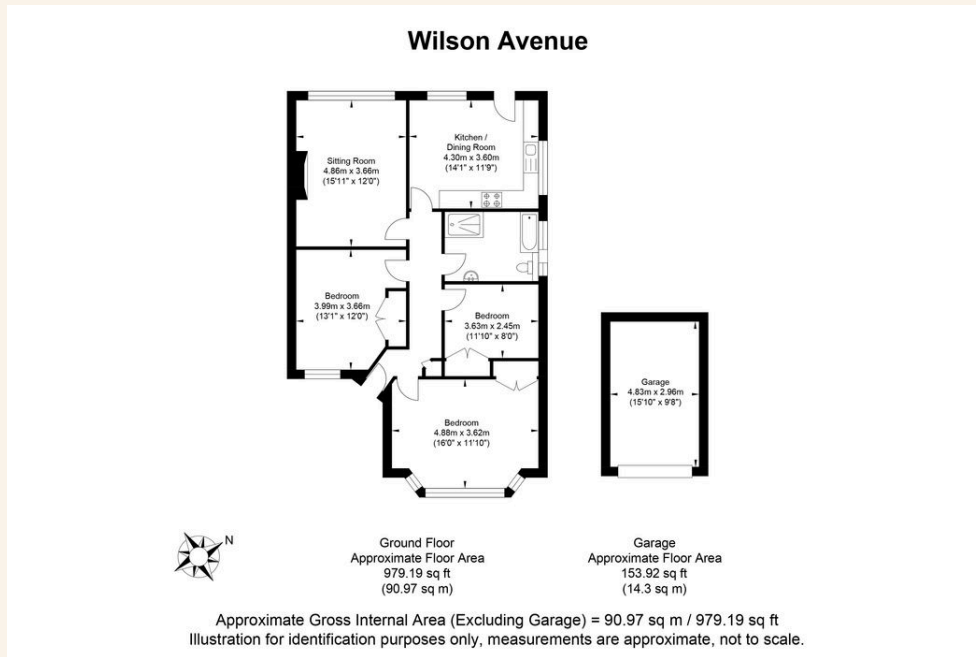 Wilson Avenue
Kitchen /
Dining Room
4.30m x 3.60m
(14'1" x 11'9")
Sitting Room
4.86m x 3.66m
(15'11" x 12'0")
Bedroom
3.99m x 3.66m
(13'1" x 12'0")
Bedroom
3.63m x 2.45m
(11'10" x 8'0")
Garage
4.83m x 2.96m
(15'10" x 9'8")
Bedroom
4.88m x 3.62m
(16'0" x 11'10")
N
Ground Floor
Approximate Floor Area
979.19 sq ft
(90.97 sq m)
Garage
Approximate Floor Area
153.92 sq ft
(14.3 sq m)
Approximate Gross Internal Area (Excluding Garage) = 90.97 sq m / 979.19 sq ft
Illustration for identification purposes only, measurements are approximate, not to scale.